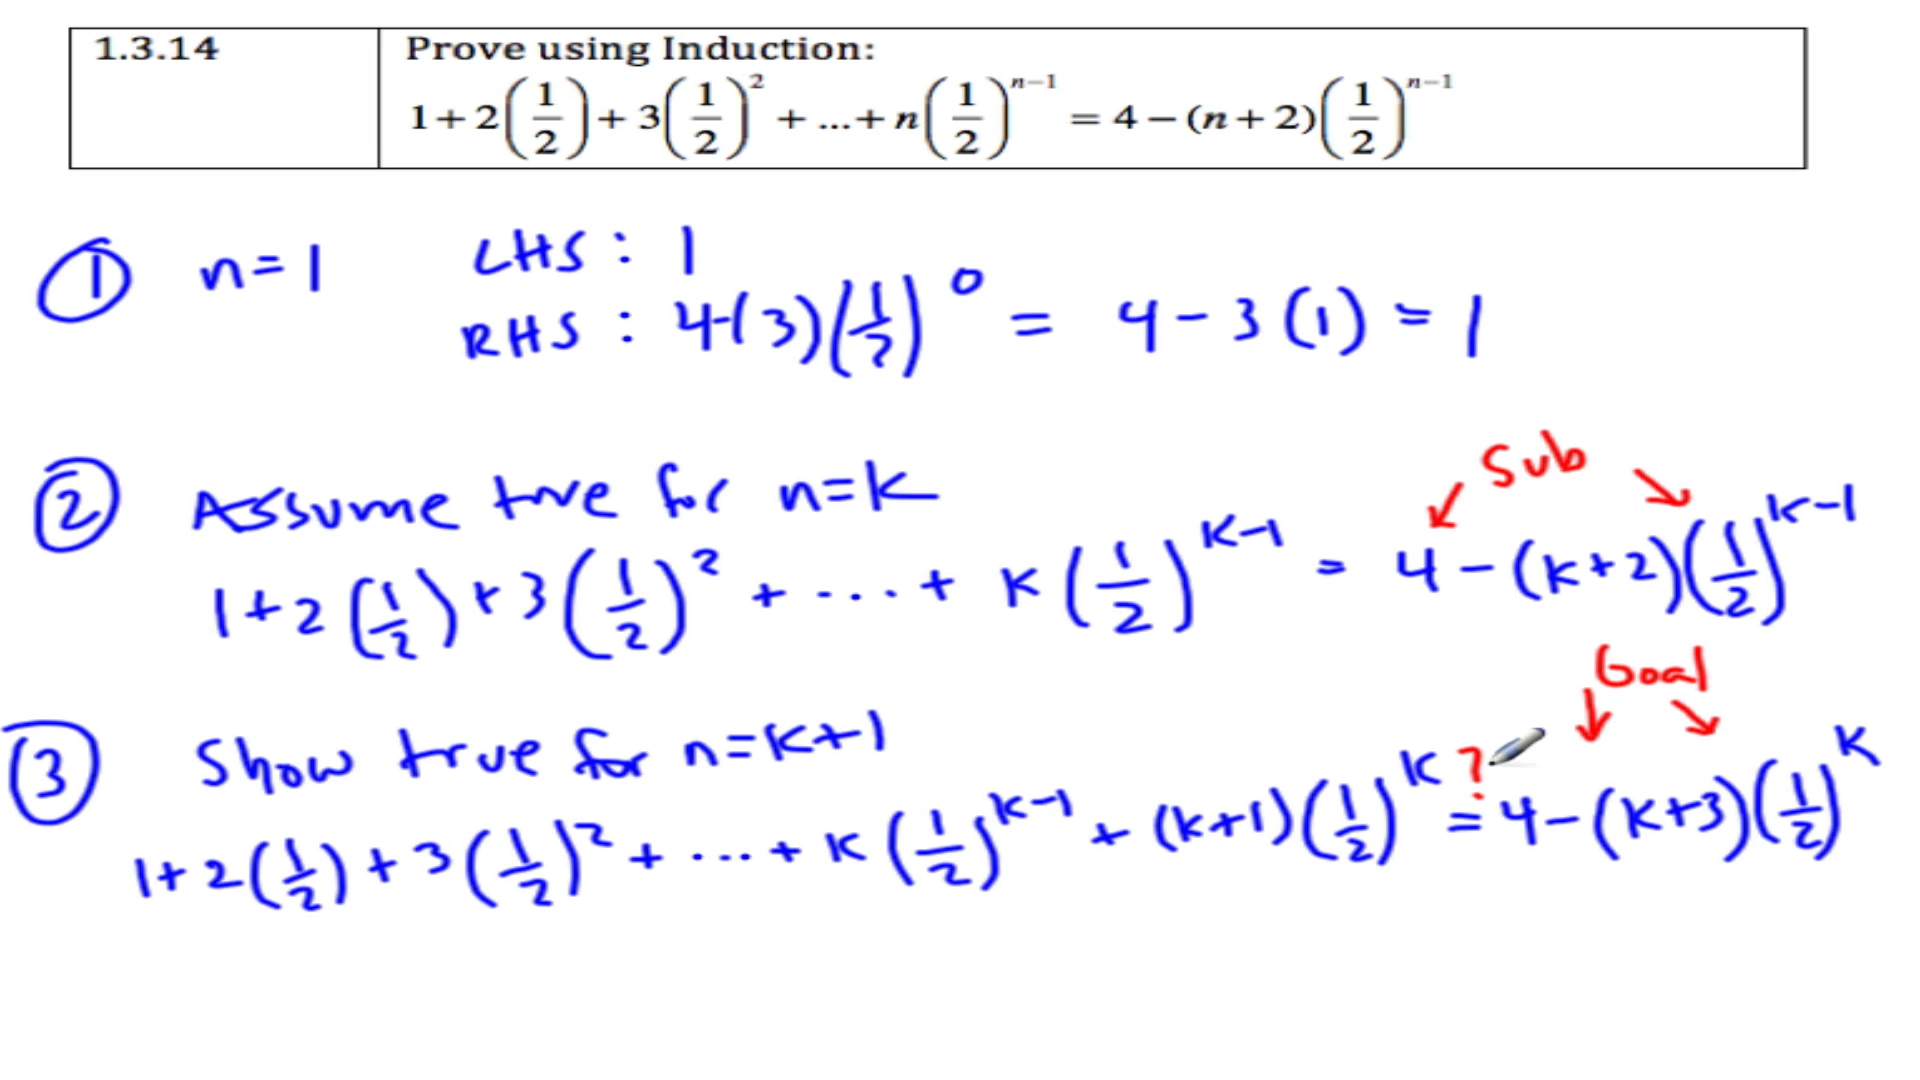 1.3.14
Prove using Induction:
1+2(1/2)+3(1/2)^2+...+n(1/2)^{n-1}=4-(n+2)(1/2)^{n-1}
① n=1 LHS: 1
RHS: 4-(3)(1/2)^0 = 4-3(1)=1
Sub
② Assume true for n=k
1+2(1/2)+3(1/2)^2+...+k(1/2)^{k-1} = 4-(k+2)(1/2)^{k-1}
Goal
③ Show true for n=k+1
?
1+2(1/2)+3(1/2)^2+...+k(1/2)^{k-1}+(k+1)(1/2)^k=4-(k+3)(1/2)^k